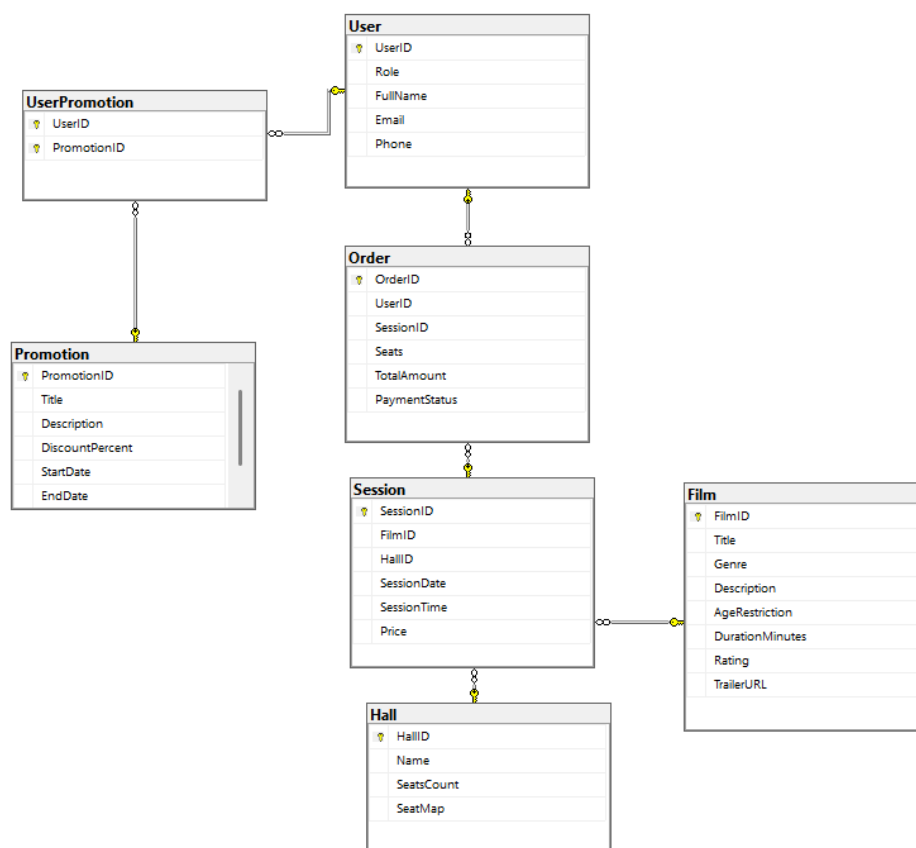 User
UserID
Role
FullName
Email
Phone
UserPromotion
UserID
PromotionID
Order
OrderID
UserID
SessionID
Seats
TotalAmount
PaymentStatus
Promotion
PromotionID
Title
Description
DiscountPercent
StartDate
EndDate
Session
SessionID
FilmID
HallID
SessionDate
SessionTime
Price
Film
FilmID
Title
Genre
Description
AgeRestriction
DurationMinutes
Rating
TrailerURL
Hall
HallID
Name
SeatsCount
SeatMap